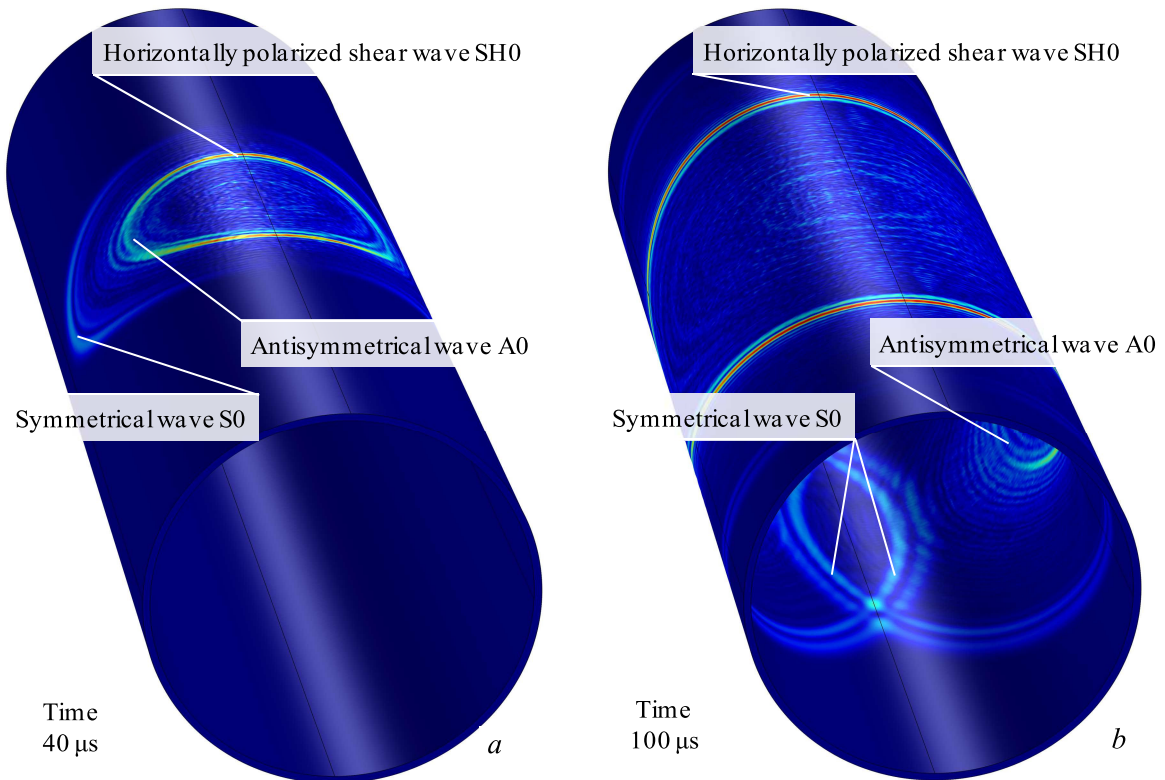 Horizontally polarized shear wave SH0
Antisymmetrical wave A0
Symmetrical wave S0
Time
40 μs
a
Horizontally polarized shear wave SH0
Antisymmetrical wave A0
Symmetrical wave S0
Time
100 μs
b